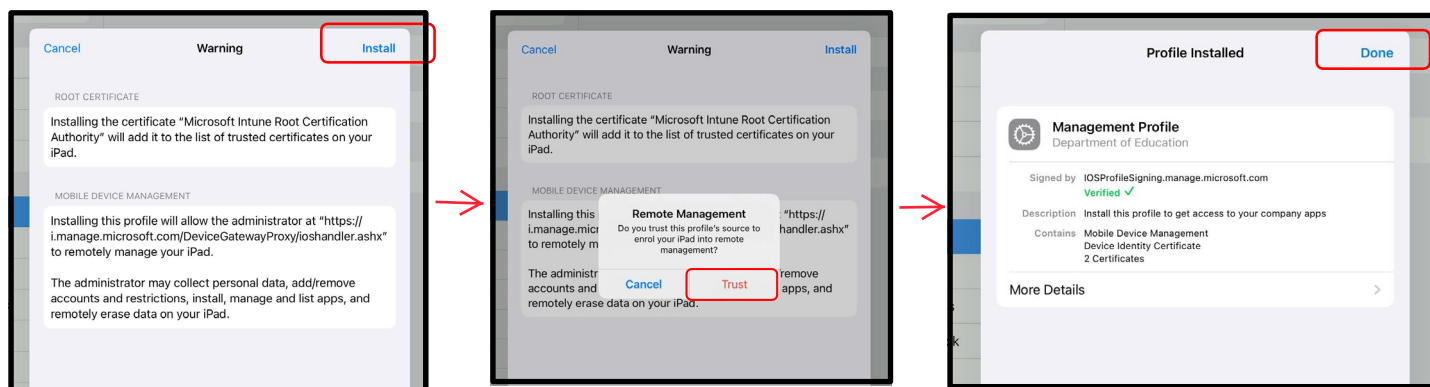 Cancel
Warning
Install
ROOT CERTIFICATE
Installing the certificate “Microsoft Intune Root Certification
Authority” will add it to the list of trusted certificates on your
iPad.
MOBILE DEVICE MANAGEMENT
Installing this profile will allow the administrator at “https://
i.manage.microsoft.com/DeviceGatewayProxy/ioshandler.ashx”
to remotely manage your iPad.
The administrator may collect personal data, add/remove
accounts and restrictions, install, manage and list apps, and
remotely erase data on your iPad.
Cancel
Warning
Install
ROOT CERTIFICATE
Installing the certificate “Microsoft Intune Root Certification
Authority” will add it to the list of trusted certificates on your
iPad.
MOBILE DEVICE MANAGEMENT
Installing this : “https://
i.manage.micr handler.ashx”
to remotely m
The administr remove
accounts and apps, and
remotely erase data on your iPad.
Remote Management
Do you trust this profile's source to
enrol your iPad into remote
management?
Cancel
Trust
Profile Installed
Done
Management Profile
Department of Education
Signed by IOSProfileSigning.manage.microsoft.com
Verified ✓
Description Install this profile to get access to your company apps
Contains Mobile Device Management
Device Identity Certificate
2 Certificates
More Details
s
k